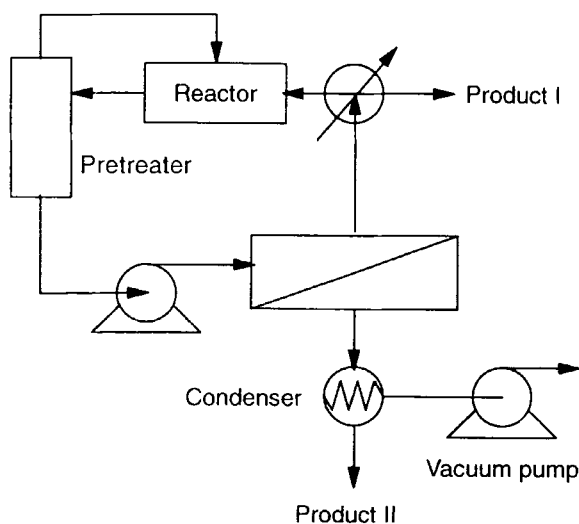 Reactor
Product I
Pretreater
Condenser
Vacuum pump
Product II